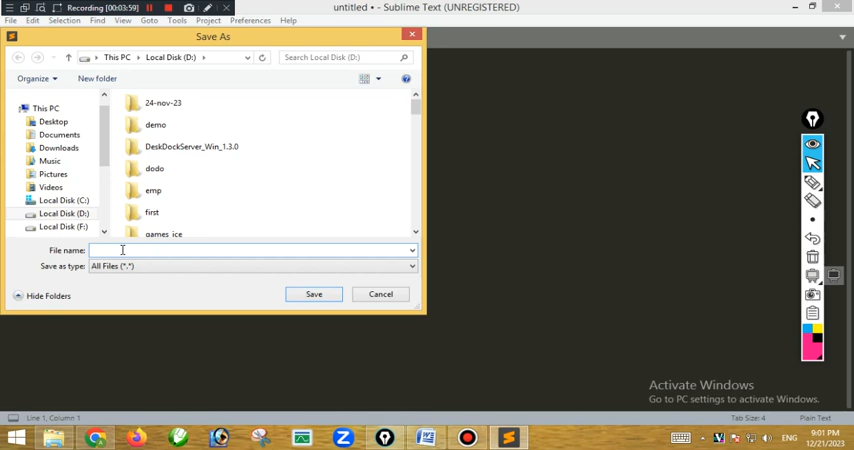 Recording [00:03:59]
untitled • - Sublime Text (UNREGISTERED)
File Edit Selection Find View Goto Tools Project Preferences Help
Save As
This PC Local Disk (D:)
Search Local Disk (D:)
Organize New folder
This PC
Desktop
Documents
Downloads
Music
Pictures
Videos
Local Disk (C:)
Local Disk (D:)
Local Disk (F:)
24-nov-23
demo
DeskDockServer_Win_1.3.0
dodo
emp
first
games ice
File name:
Save as type: All Files (*.*)
Hide Folders
Save Cancel
Activate Windows
Go to PC settings to activate Windows.
Line 1, Column 1
Tab Size: 4 Plain Text
ENG
9:01 PM
12/21/2023